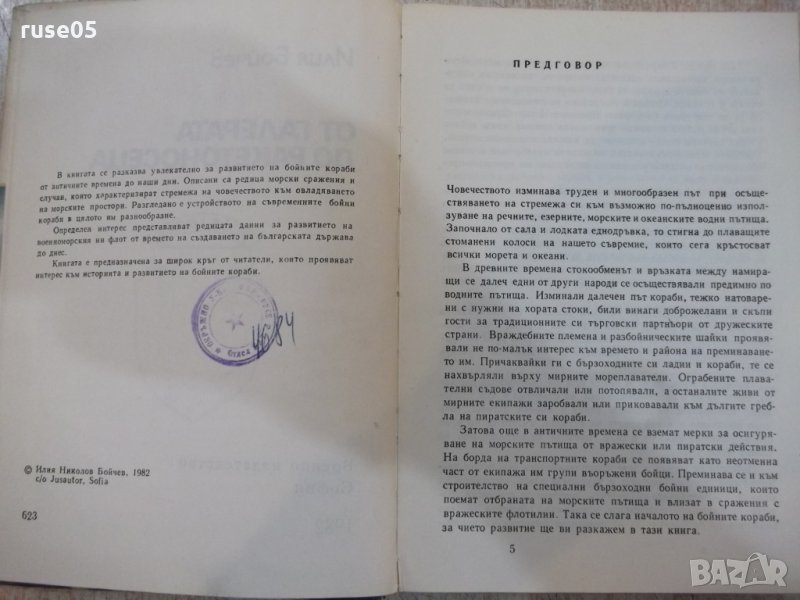 ruse05
В книгата се разказва увлекателно за развитието на бойните кораби
от античните времена до наши дни. Описани са редица морски сражения и
случаи, които характеризират стремежа на човечеството към овладяването
на морските простори. Разгледано е устройството на съвременните бойни
кораби в цялото им разнообразие.
Определен интерес представляват редицата данни за развитието на
военноморския ни флот от времето на създаването на българската държава
до днес.
Книгата е предназначена за широк кръг от читатели, които проявяват
интерес към историята и развитието на бойните кораби.
Отдел
4684
© Илия Николов Бойчев, 1982
c/o Jusautor, Sofia
623
ПРЕДГОВОР
Човечеството изминава труден и многообразен път при осъще-
ствяването на стремежа си към възможно по-пълноценно използ-
зуване на речните, езерните, морските и океанските водни пътища.
Започнало от сала и лодката еднодръвка, то стигна до плаващите
стоманени колоси на нашето съвремие, които сега кръстосват
всички морета и океани.
В древните времена стокообменът и връзката между намира-
щи се далеч едни от други народи се осъществявали предимно по
водните пътища. Изминали далечен път кораби, тежко натоваре-
ни с нужни на хората стоки, били винаги доброжелани и скъпи
гости за традиционните си търговски партньори от дружеските
страни. Враждебните племена и разбойническите шайки проявя-
вали не по-малък интерес към времето и района на преминаване-
то им. Причаквайки ги с бързоходните си ладии и кораби, те се
нахвърляли върху мирните мореплаватели. Ограбените плава-
телни съдове отвличали или потопявали, а останалите живи от
мирните екипажи заробвали или приковавали към дългите греб-
ла на пиратските си кораби.
Затова още в античните времена се вземат мерки за осигуря-
ване на морските пътища от вражески или пиратски действия.
На борда на транспортните кораби се появяват като неотменна
част от екипажа им групи въоръжени бойци. Преминава се и към
строителство на специални бързоходни бойни единици, които
поемат отбраната на морските пътища и влизат в сражения с
вражеските флотилии. Така се слага началото на бойните кораби,
за чието развитие ще ви разкажем в тази книга.
5
BAZAR